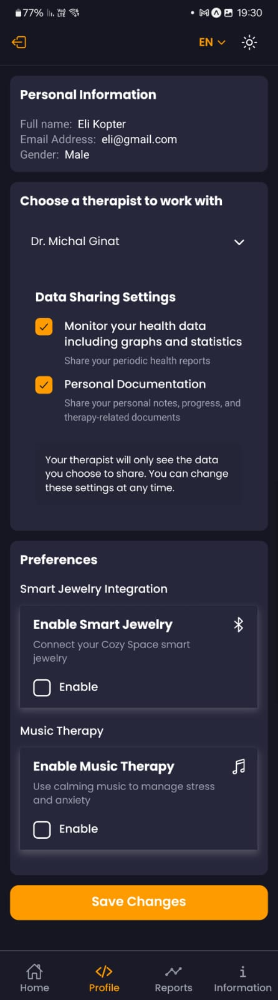 77% Vo) LTE 19:30
EN
Personal Information
Full name: Eli Kopter
Email Address: eli@gmail.com
Gender: Male
Choose a therapist to work with
Dr. Michal Ginat
Data Sharing Settings
Monitor your health data
including graphs and statistics
Share your periodic health reports
Personal Documentation
Share your personal notes, progress, and
therapy-related documents
Your therapist will only see the data
you choose to share. You can change
these settings at any time.
Preferences
Smart Jewelry Integration
Enable Smart Jewelry
Connect your Cozy Space smart
jewelry
Enable
Music Therapy
Enable Music Therapy
Use calming music to manage stress
and anxiety
Enable
Save Changes
Home Profile Reports Information